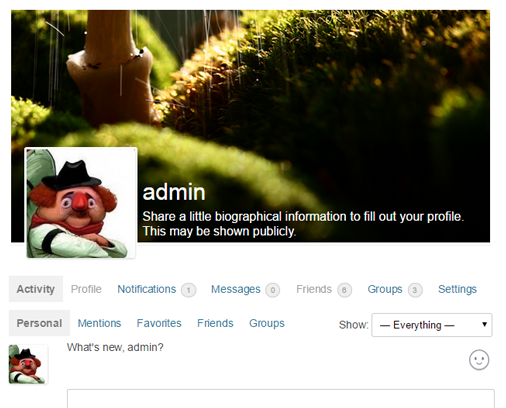 admin
Share a little biographical information to fill out your profile.
This may be shown publicly.
Activity Profile Notifications 1 Messages 0 Friends 6 Groups 3 Settings
Personal Mentions Favorites Friends Groups Show: — Everything —
What's new, admin?